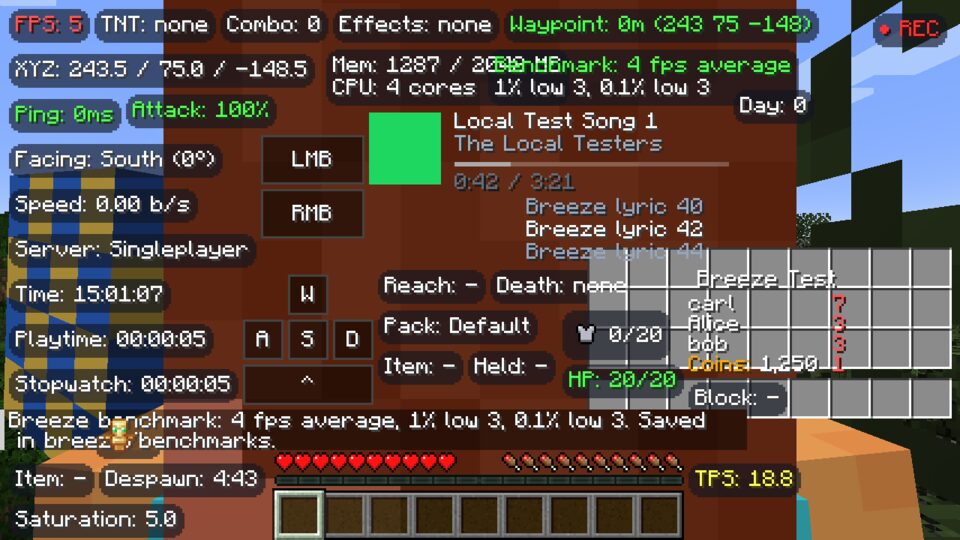 FPS: 5 TNT: none Combo: 0 Effects: none Waypoint: 0m (243 75 -148) REC
XYZ: 243.5 / 75.0 / -148.5
Mem: 1287 / 2048 MB
Benchmark: 4 fps average
CPU: 4 cores
1% low 3, 0.1% low 3
Day: 0
Ping: 0ms
Attack: 100%
Local Test Song 1
The Local Testers
0:42 / 3:21
Breeze lyric 40
Breeze lyric 42
Breeze lyric 44
Facing: South (0°)
LMB
Speed: 0.00 b/s
RMB
Server: Singleplayer
Time: 15:01:07
W
Reach: - Death: none
Breeze Test
carl 7
Alice 3
bob 3
Coins: 1,250 1
Playtime: 00:00:05
A S D
Pack: Default
0/20
Stopwatch: 00:00:05
^
Item: - Held: -
HP: 20/20
Block: -
Breeze benchmark: 4 fps average, 1% low 3, 0.1% low 3. Saved
in breeze/benchmarks.
Item: - Despawn: 4:43
TPS: 18.8
Saturation: 5.0